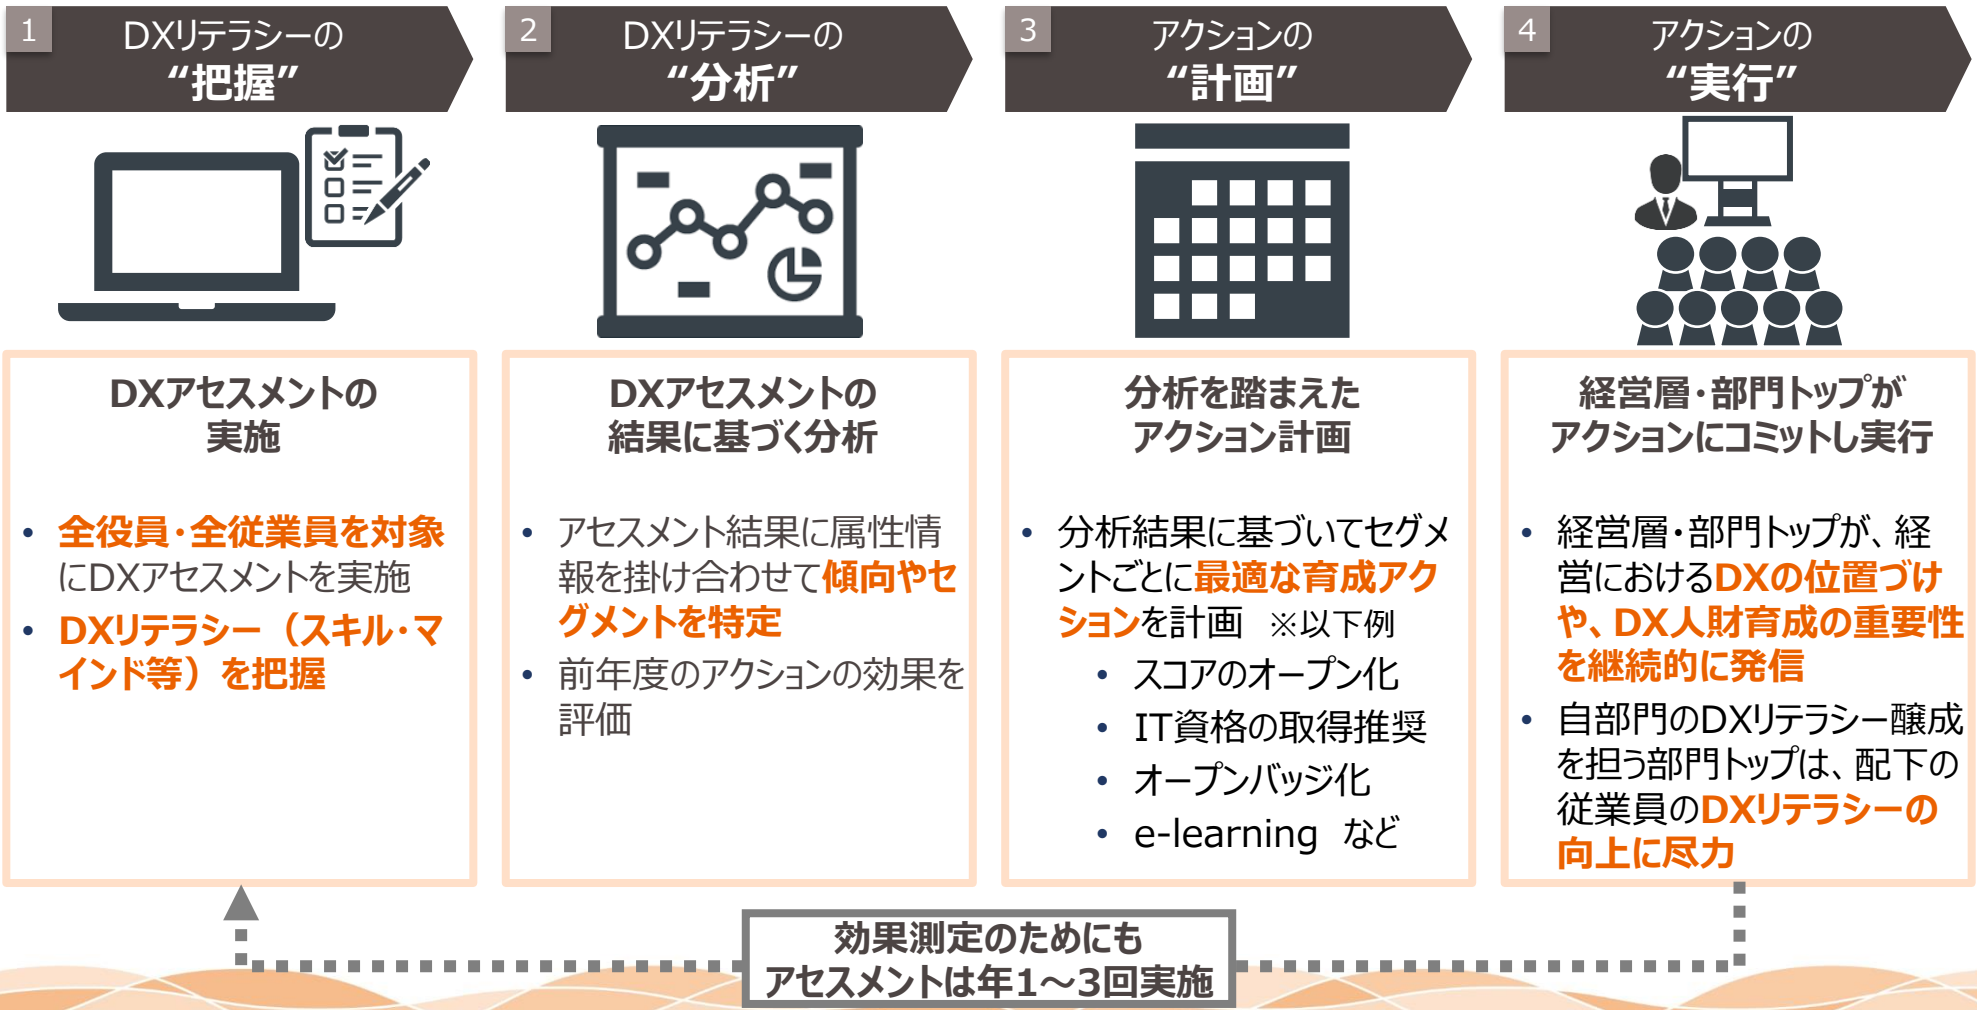 1
DXリテラシーの
“把握”
2
DXリテラシーの
“分析”
3
アクションの
“計画”
4
アクションの
“実行”
DXアセスメントの
実施
• 全役員・全従業員を対象
にDXアセスメントを実施
• DXリテラシー（スキル・マ
インド等）を把握
DXアセスメントの
結果に基づく分析
• アセスメント結果に属性情
報を掛け合わせて傾向やセ
グメントを特定
• 前年度のアクションの効果を
評価
分析を踏まえた
アクション計画
• 分析結果に基づいてセグメ
ントごとに最適な育成アク
ションを計画 ※以下例
• スコアのオープン化
• IT資格の取得推奨
• オープンバッジ化
• e-learning など
経営層・部門トップが
アクションにコミットし実行
• 経営層・部門トップが、経
営におけるDXの位置づけ
や、DX人財育成の重要性
を継続的に発信
• 自部門のDXリテラシー醸成
を担う部門トップは、配下の
従業員のDXリテラシーの
向上に尽力
効果測定のためにも
アセスメントは年1～3回実施